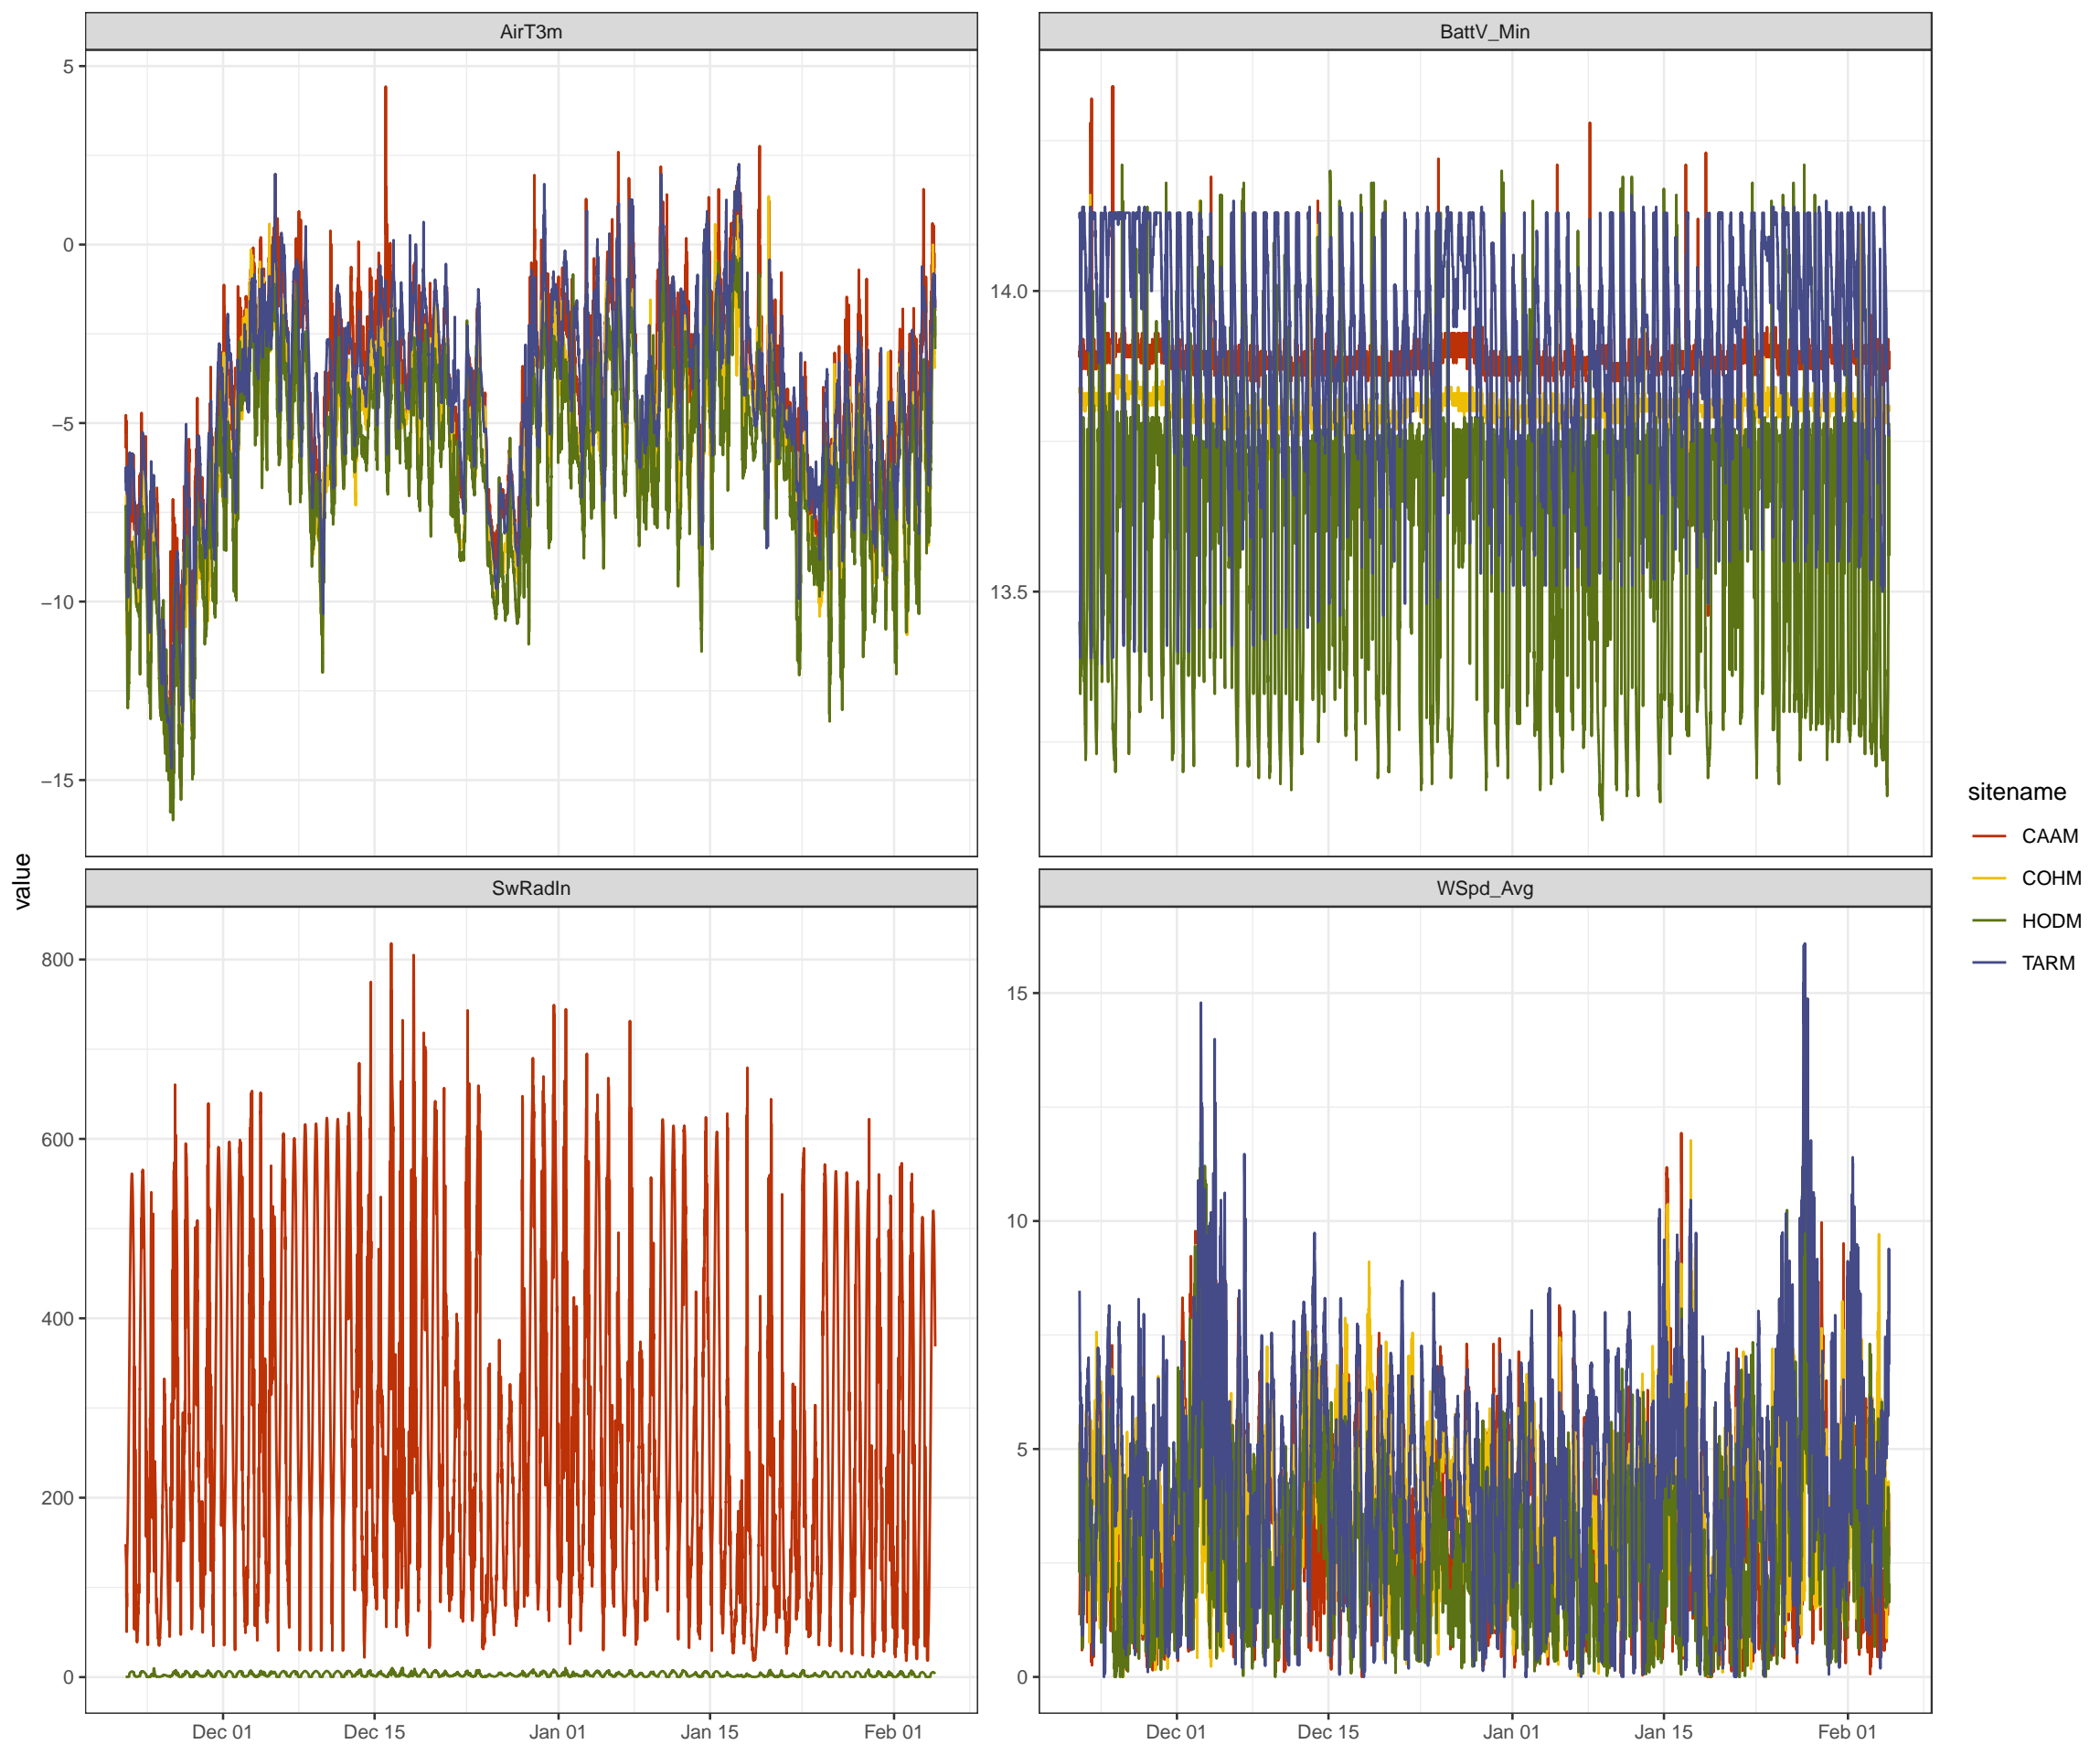 AirT3m
BattV_Min
5
0
−5
−10
−15
14.0
13.5
value
SwRadIn
WSpd_Avg
800
600
400
200
0
15
10
5
0
Dec 01
Dec 15
Jan 01
Jan 15
Feb 01
Dec 01
Dec 15
Jan 01
Jan 15
Feb 01
sitename
CAAM
COHM
HODM
TARM